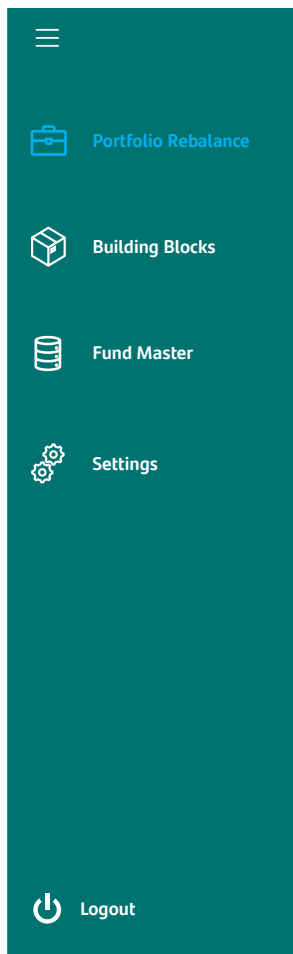 Portfolio Rebalance
Building Blocks
Fund Master
Settings
Logout